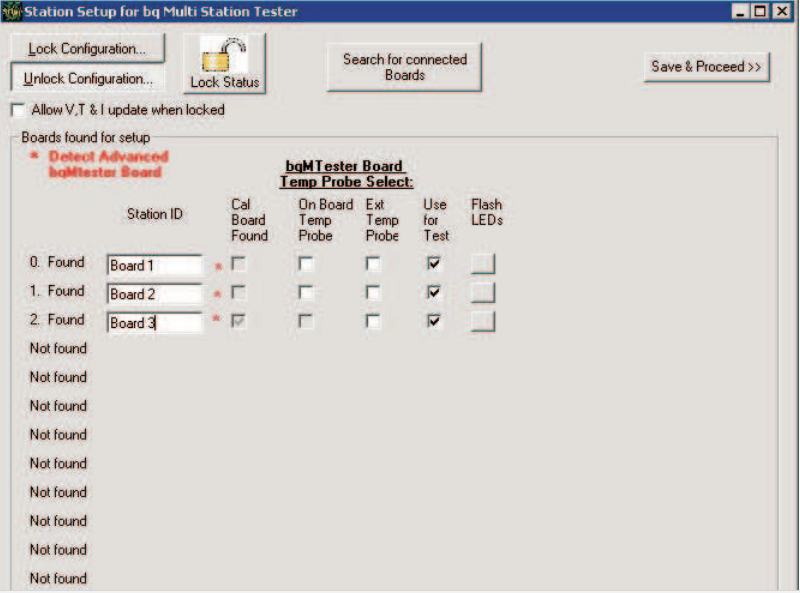 Station Setup for bq Multi Station Tester
Lock Configuration...
Unlock Configuration...
Lock Status
Search for connected
Boards
Save & Proceed >>
Allow V,T & I update when locked
Boards found for setup
* Detect Advanced
bqMtester Board
bqMTester Board
Temp Probe Select:
Station ID
Cal
Board
Found
On Board
Temp
Probe
Ext
Temp
Probe
Use
for
Test
Flash
LEDs
0. Found Board 1 *
1. Found Board 2 *
2. Found Board 3 *
Not found
Not found
Not found
Not found
Not found
Not found
Not found
Not found
Not found